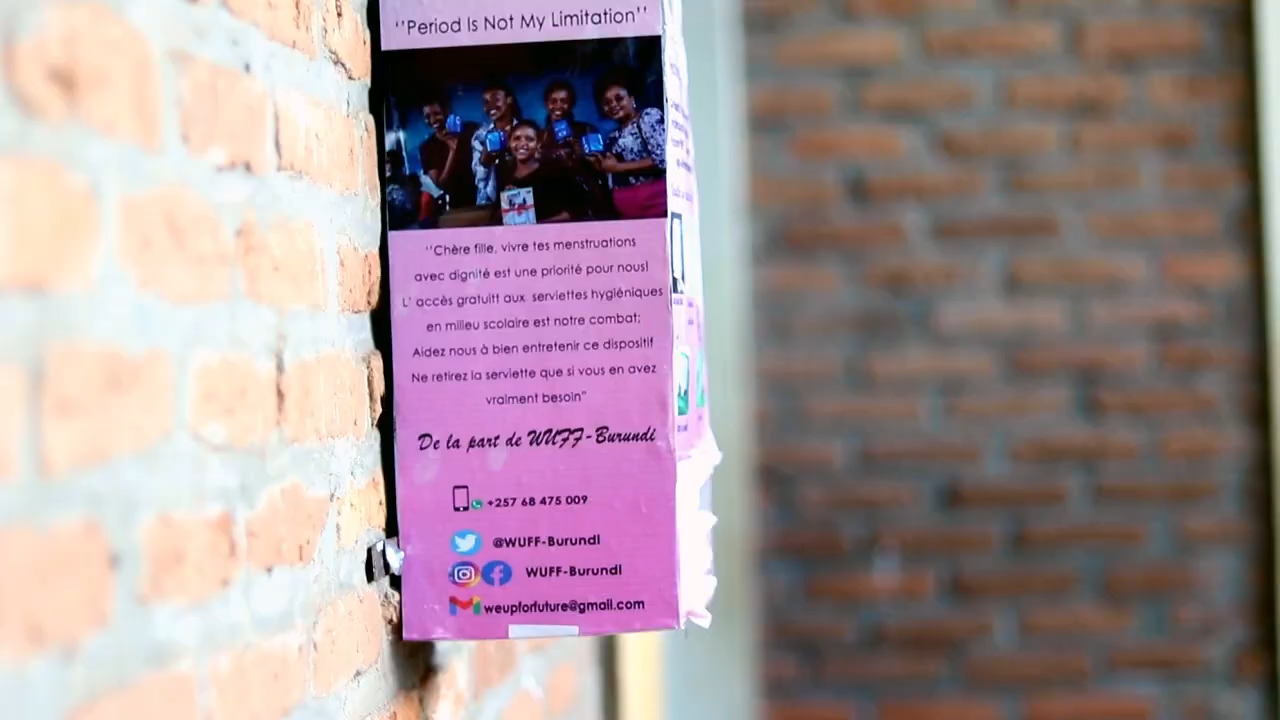 ‘‘Period Is Not My Limitation’’
‘‘Chère fille, vivre tes menstruations
avec dignité est une priorité pour nous!
L' accès gratuitt aux serviettes hygiéniques
en milieu scolaire est notre combat;
Aidez nous à bien entretenir ce dispositif
Ne retirez la serviette que si vous en avez
vraiment besoin"
De la part de WUFF-Burundi
+257 68 475 009
@WUFF-Burundi
WUFF-Burundi
weupforfuture@gmail.com